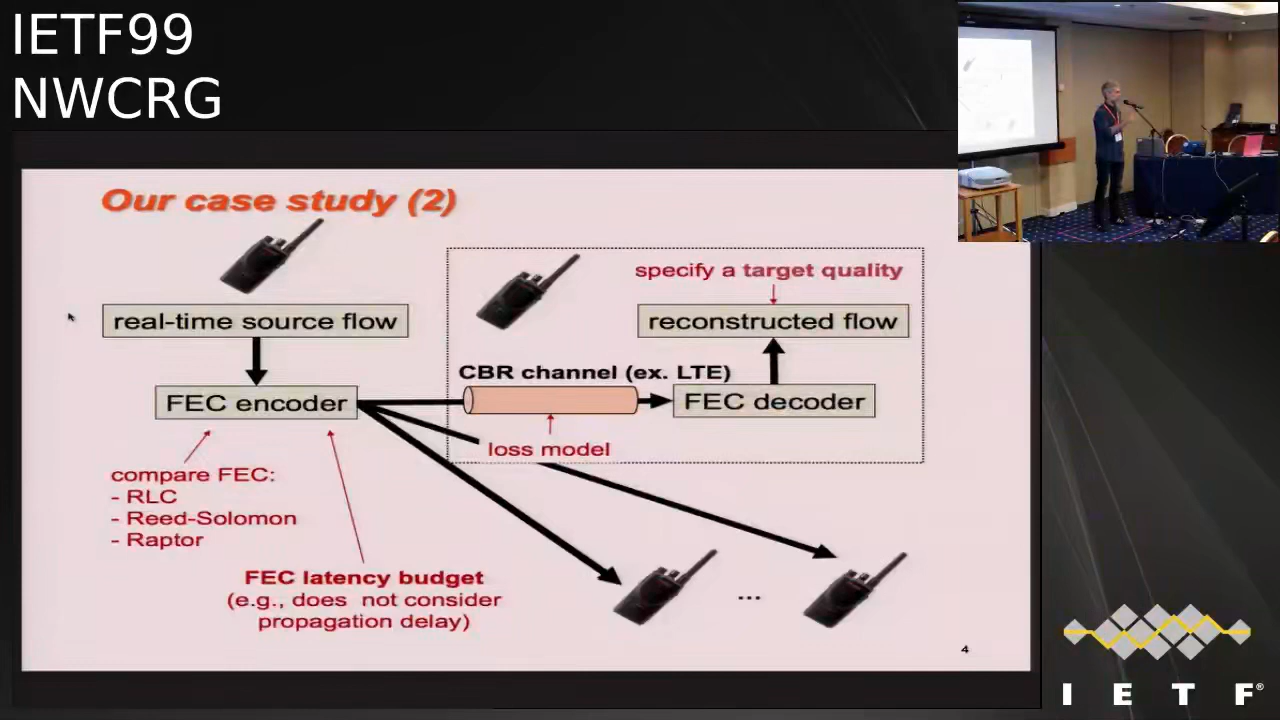 IETF99
NWCRG
Our case study (2)
specify a target quality
real-time source flow
reconstructed flow
CBR channel (ex. LTE)
FEC encoder
FEC decoder
loss model
compare FEC:
- RLC
- Reed-Solomon
- Raptor
FEC latency budget
(e.g., does not consider
propagation delay)
...
4
I E T F®